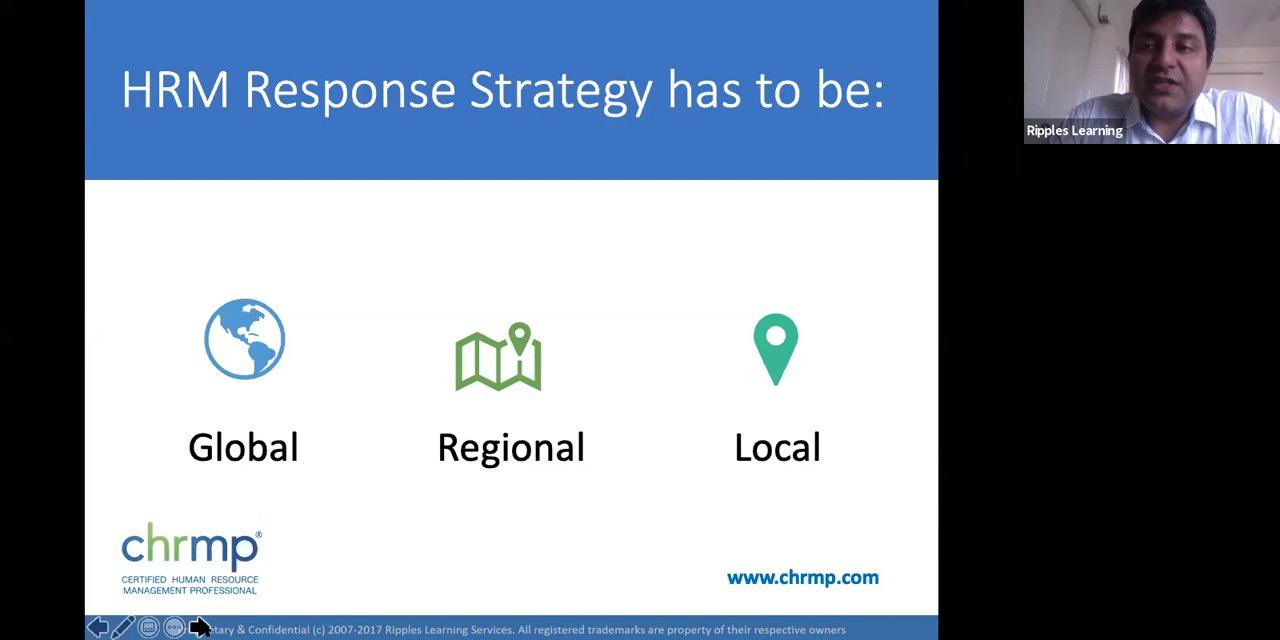 HRM Response Strategy has to be:
Ripples Learning
Global
Regional
Local
chrmp®
CERTIFIED HUMAN RESOURCE
MANAGEMENT PROFESSIONAL
www.chrmp.com
& Confidential (c) 2007-2017 Ripples Learning Services. All registered trademarks are property of their respective owners